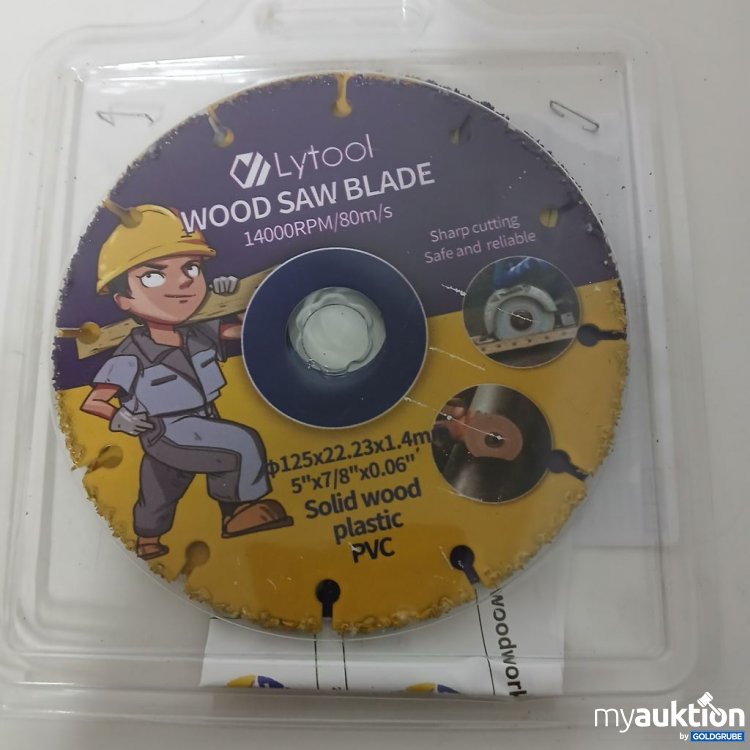 Lytool
WOOD SAW BLADE
14000RPM/80m/s
Sharp cutting
Safe and reliable
ϕ125x22.23x1.4m
5"x7/8"x0.06"
Solid wood
plastic
PVC
woodwork
myauktion
by GOLDGRUBE